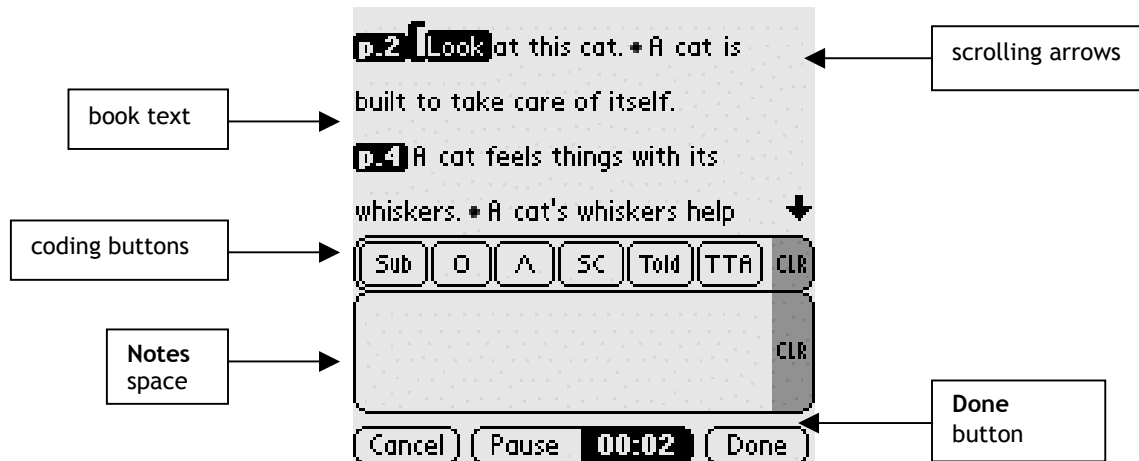 p.2 Look at this cat. • A cat is
built to take care of itself.
p.4 A cat feels things with its
whiskers. • A cat's whiskers help
Sub O ∧ SC Told TTA CLR
CLR
Cancel Pause 00:02 Done
scrolling arrows
book text
coding buttons
Notes
space
Done
button